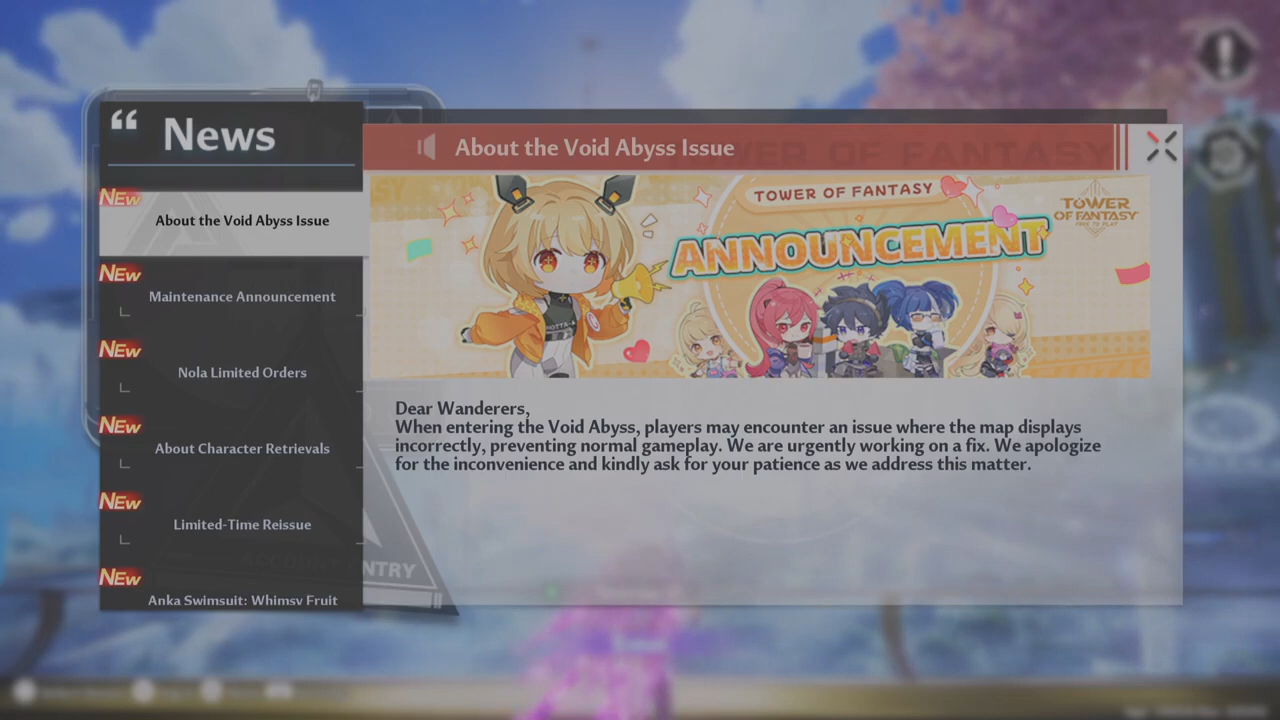 “ News
NEW
About the Void Abyss Issue
NEW
Maintenance Announcement
NEW
Nola Limited Orders
NEW
About Character Retrievals
NEW
Limited-Time Reissue
NEW
Anka Swimsuit: Whimsy Fruit
About the Void Abyss Issue
TOWER OF FANTASY
ANNOUNCEMENT
TOWER
OF FANTASY
FREE TO PLAY
Dear Wanderers,
When entering the Void Abyss, players may encounter an issue where the map displays
incorrectly, preventing normal gameplay. We are urgently working on a fix. We apologize
for the inconvenience and kindly ask for your patience as we address this matter.